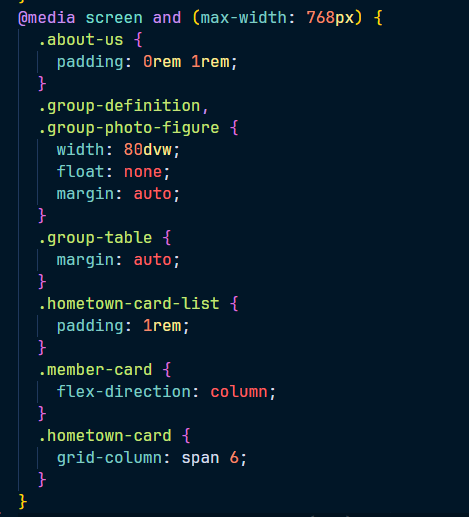 @media screen and (max-width: 768px) {
  .about-us {
    padding: 0rem 1rem;
  }
  .group-definition,
  .group-photo-figure {
    width: 80dvw;
    float: none;
    margin: auto;
  }
  .group-table {
    margin: auto;
  }
  .hometown-card-list {
    padding: 1rem;
  }
  .member-card {
    flex-direction: column;
  }
  .hometown-card {
    grid-column: span 6;
  }
}